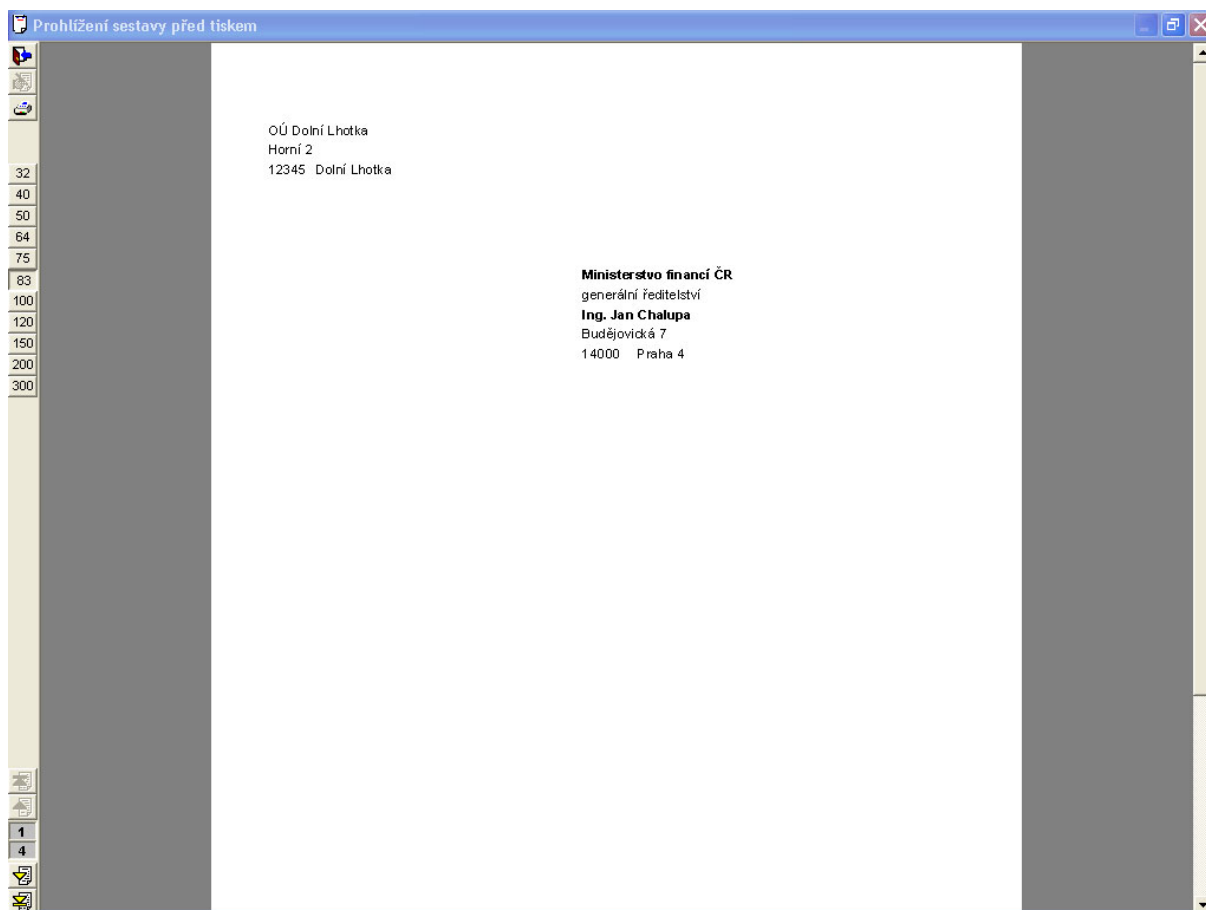 Prohlížení sestavy před tiskem
OÚ Dolní Lhotka
Horní 2
12345 Dolní Lhotka
Ministerstvo financí ČR
generální ředitelství
Ing. Jan Chalupa
Budějovická 7
14000 Praha 4
32
40
50
64
75
83
100
120
150
200
300
1
4